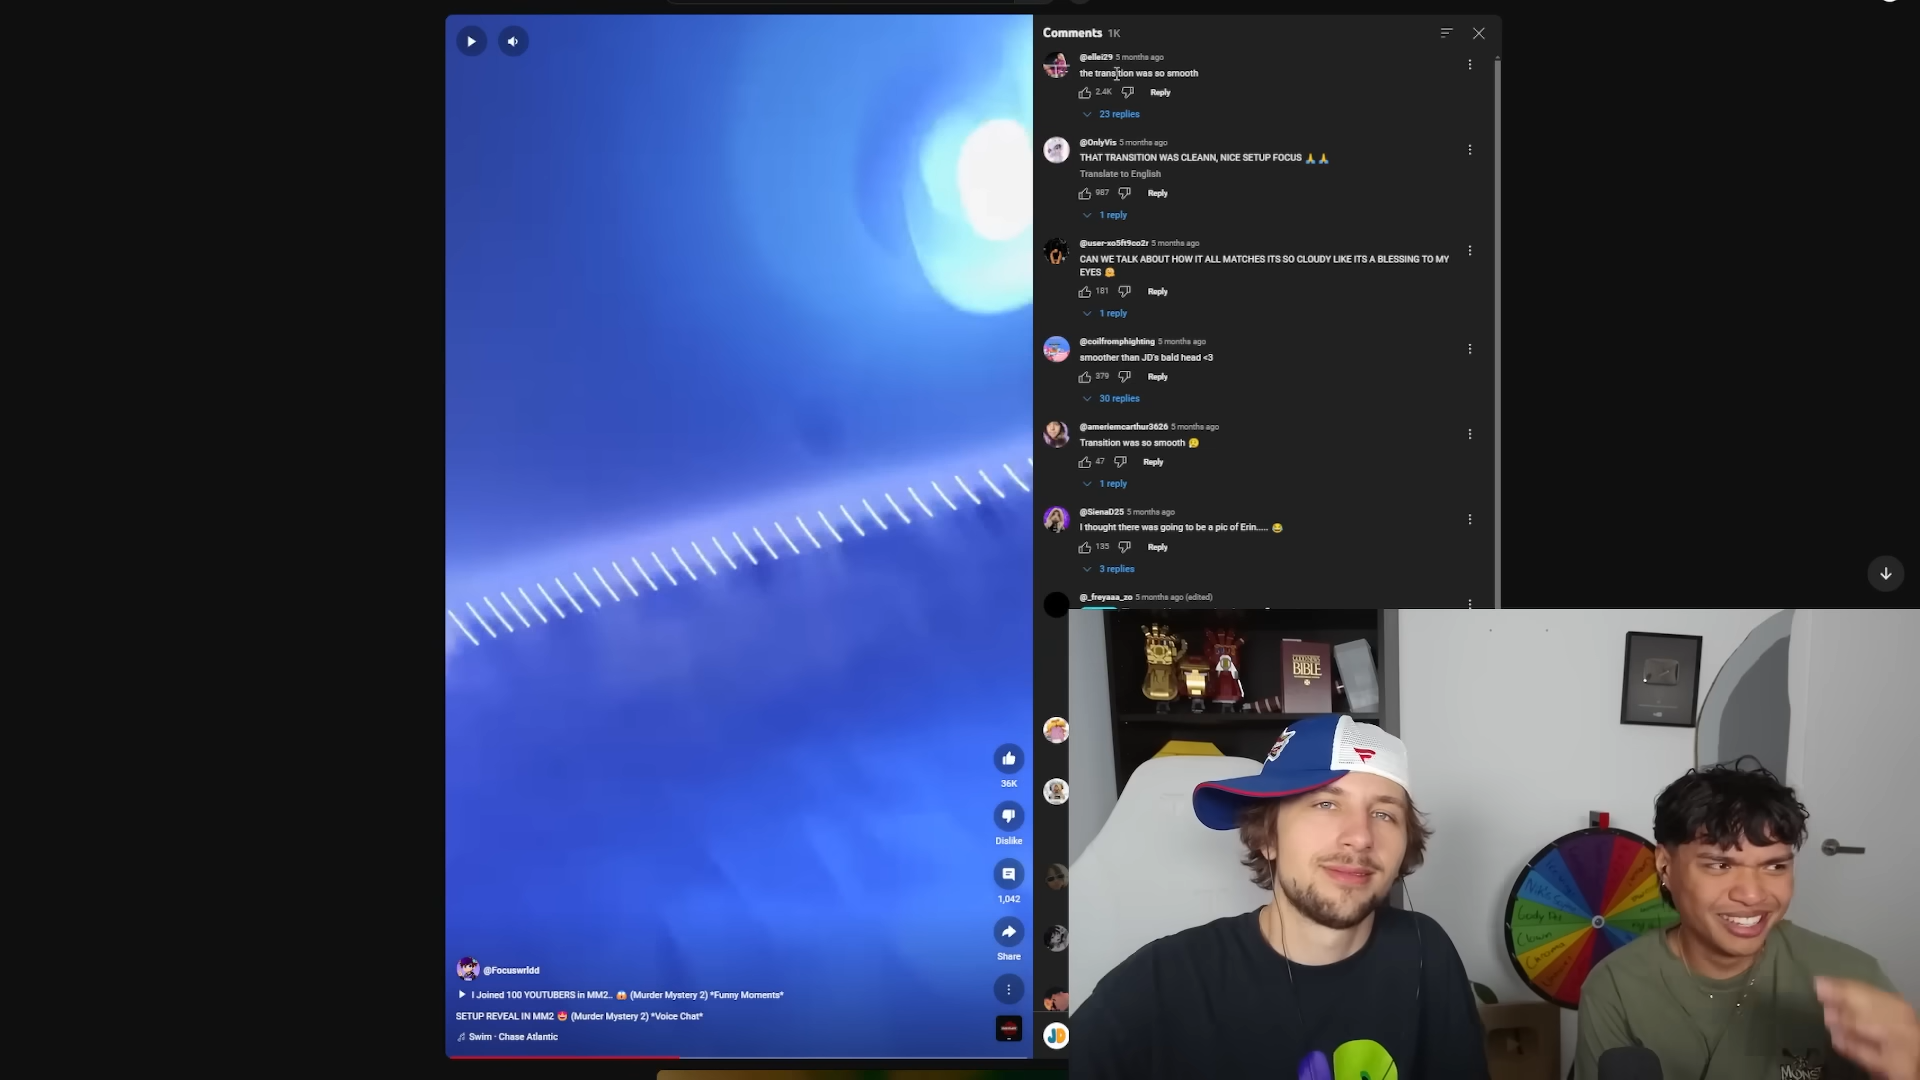 Comments 1K
@ellei29 5 months ago
the transition was so smooth
2.4K Reply
23 replies
@OnlyVis 5 months ago
THAT TRANSITION WAS CLEANN, NICE SETUP FOCUS 🙏 🙏
Translate to English
987 Reply
1 reply
@user-xo5ft9co2r 5 months ago
CAN WE TALK ABOUT HOW IT ALL MATCHES ITS SO CLOUDY LIKE ITS A BLESSING TO MY
EYES
181 Reply
1 reply
@coilfromphighting 5 months ago
smoother than JD's bald head <3
379 Reply
30 replies
@ameriemcarthur3626 5 months ago
Transition was so smooth
47 Reply
1 reply
@SienaD25 5 months ago
I thought there was going to be a pic of Erin..... 😂
135 Reply
3 replies
@_freyaaa_zo 5 months ago (edited)
36K
Dislike
1,042
Share
@Focuswrldd
I Joined 100 YOUTUBERS in MM2.. 😱 (Murder Mystery 2) *Funny Moments*
SETUP REVEAL IN MM2 🤩 (Murder Mystery 2) *Voice Chat*
Swim · Chase Atlantic
JD
GOOD NEWS
BIBLE
Clown